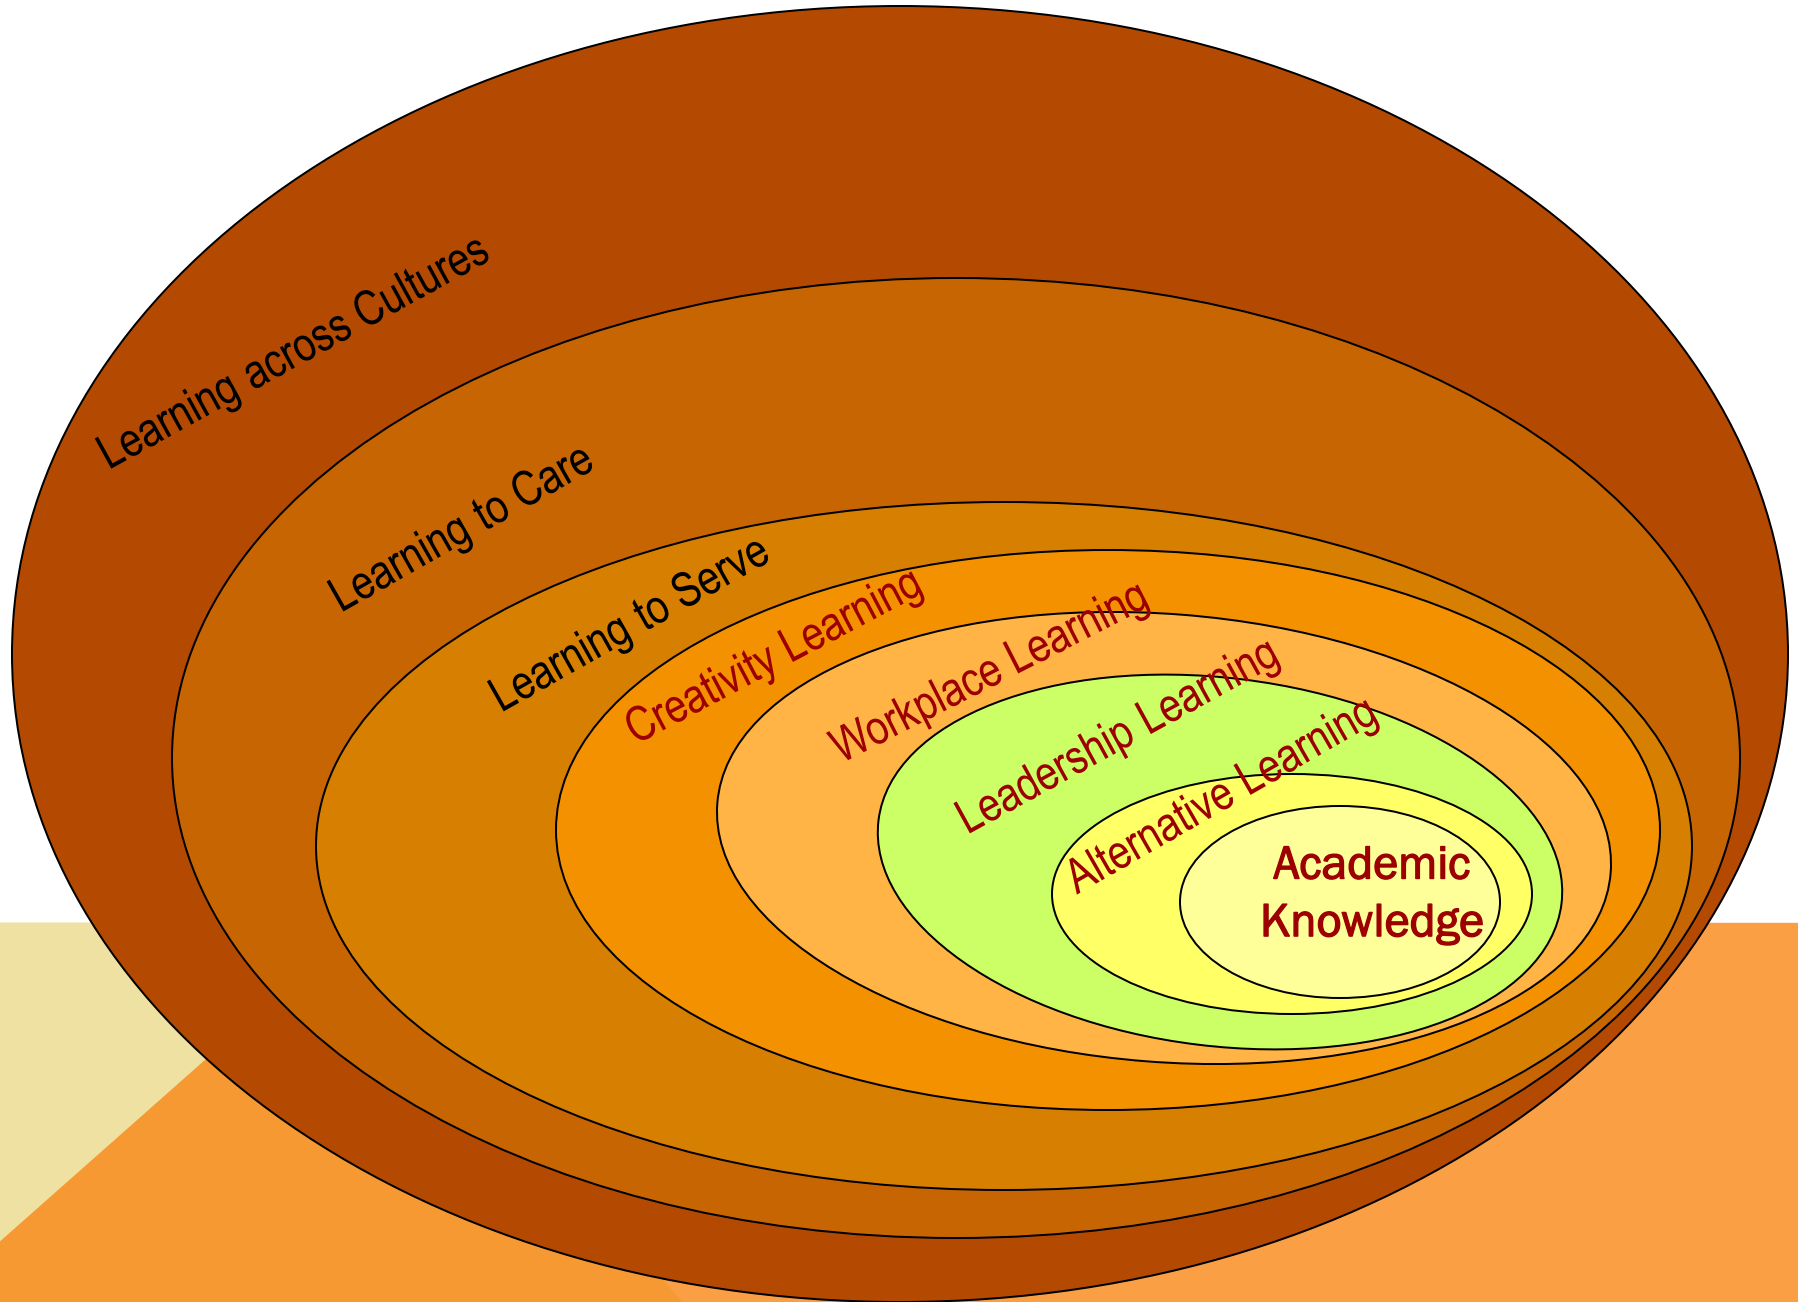 Learning across Cultures
Learning to Care
Learning to Serve
Creativity Learning
Workplace Learning
Leadership Learning
Alternative Learning
Academic
Knowledge